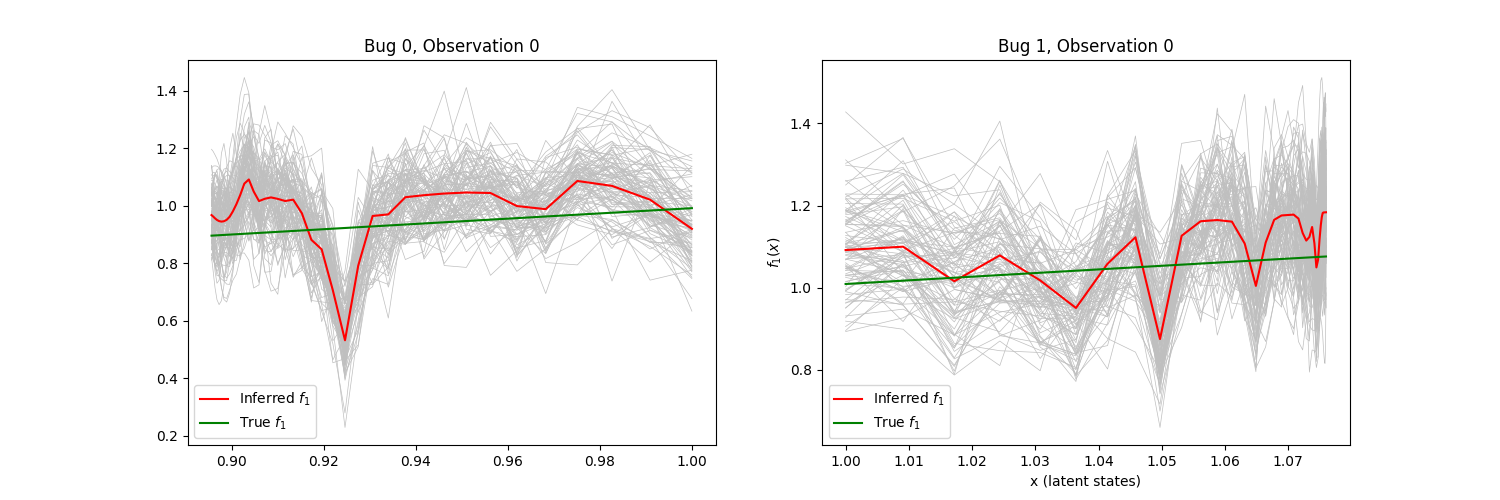 Bug 0, Observation 0
1.4
1.2
1.0
0.8
0.6
0.4
0.2
Inferred f₁
True f₁
0.90 0.92 0.94 0.96 0.98 1.00
Bug 1, Observation 0
f₁(x)
1.4
1.2
1.0
0.8
Inferred f₁
True f₁
1.00 1.01 1.02 1.03 1.04 1.05 1.06 1.07
x (latent states)